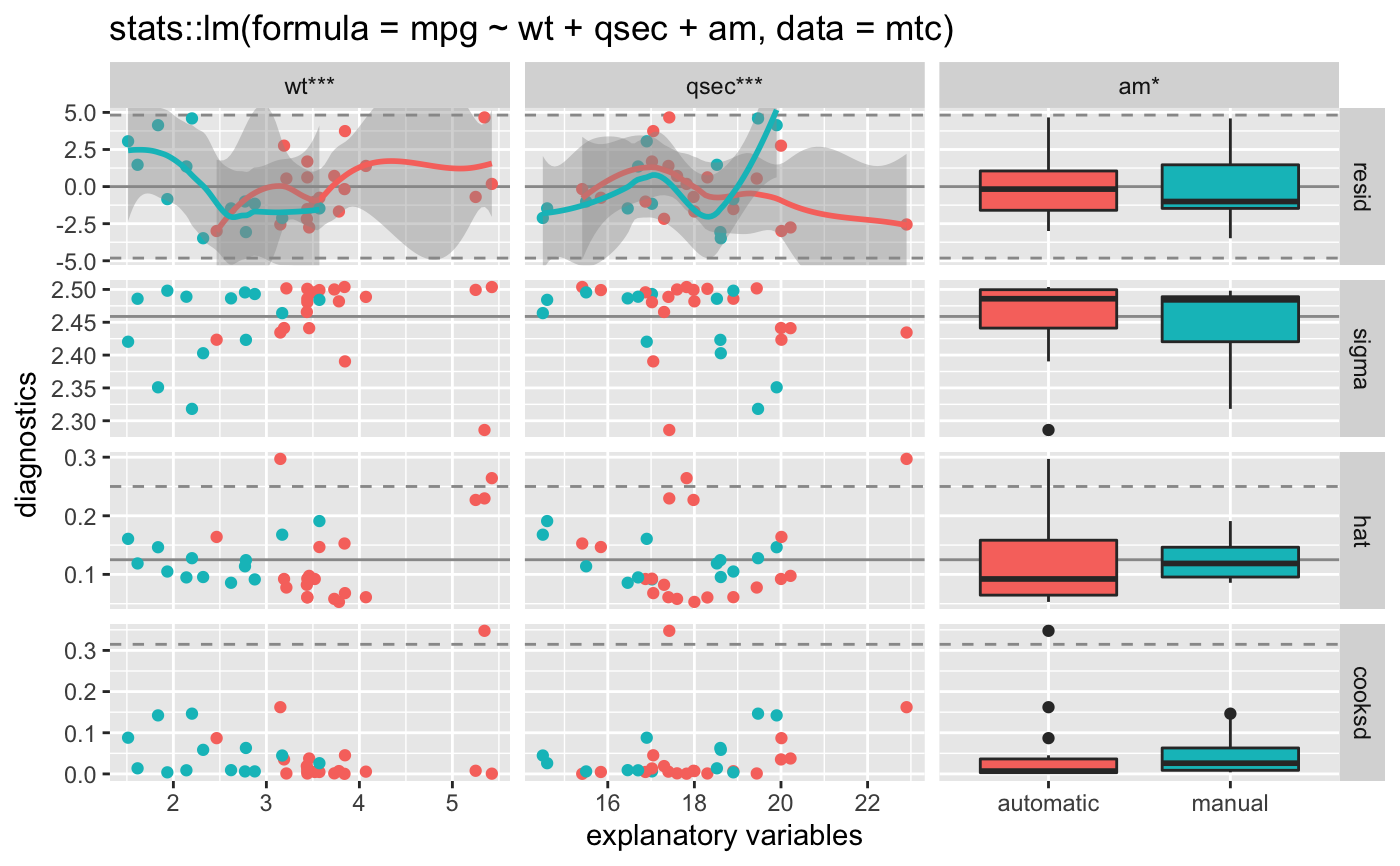 stats::lm(formula = mpg ~ wt + qsec + am, data = mtc)
wt*** qsec*** am*
diagnostics
5.0
2.5
0.0
-2.5
-5.0
resid
2.50
2.45
2.40
2.35
2.30
sigma
0.3
0.2
0.1
hat
0.3
0.2
0.1
0.0
cooksd
2 3 4 5 16 18 20 22 automatic manual
explanatory variables